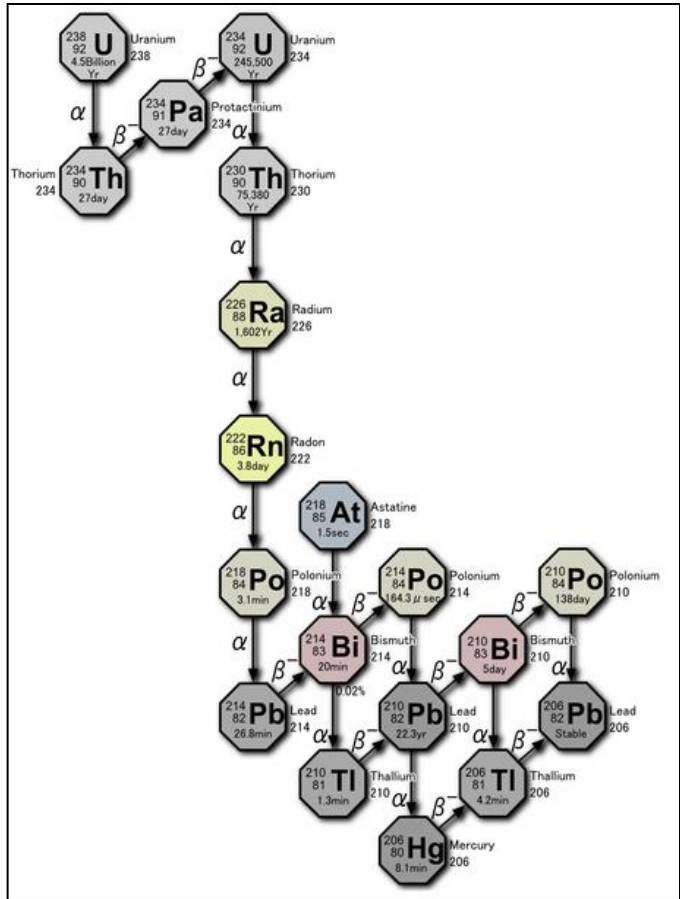 238
92 U
4.5Billion
Yr
Uranium
238
234
92 U
245,500
Yr
Uranium
234
β−
α
234
91 Pa
27day
Protactinium
234
β−
α
Thorium
234
234
90 Th
27day
230
90 Th
75,380
Yr
Thorium
230
α
226
88 Ra
1,602Yr
Radium
226
α
222
86 Rn
3.8day
Radon
222
α
218
85 At
1.5sec
Astatine
218
218
84 Po
3.1min
Polonium
218
α
β−
214
84 Po
164.3 μ sec
Polonium
214
β−
210
84 Po
138day
Polonium
210
α
β−
214
83 Bi
20min
Bismuth
214
0.02%
α
β−
210
83 Bi
5day
Bismuth
210
α
214
82 Pb
26.8min
Lead
214
α
β−
210
82 Pb
22.3yr
Lead
210
α
β−
206
82 Pb
Stable
Lead
206
210
81 Tl
1.3min
Thallium
210
α
β−
206
81 Tl
4.2min
Thallium
206
206
80 Hg
8.1min
Mercury
206